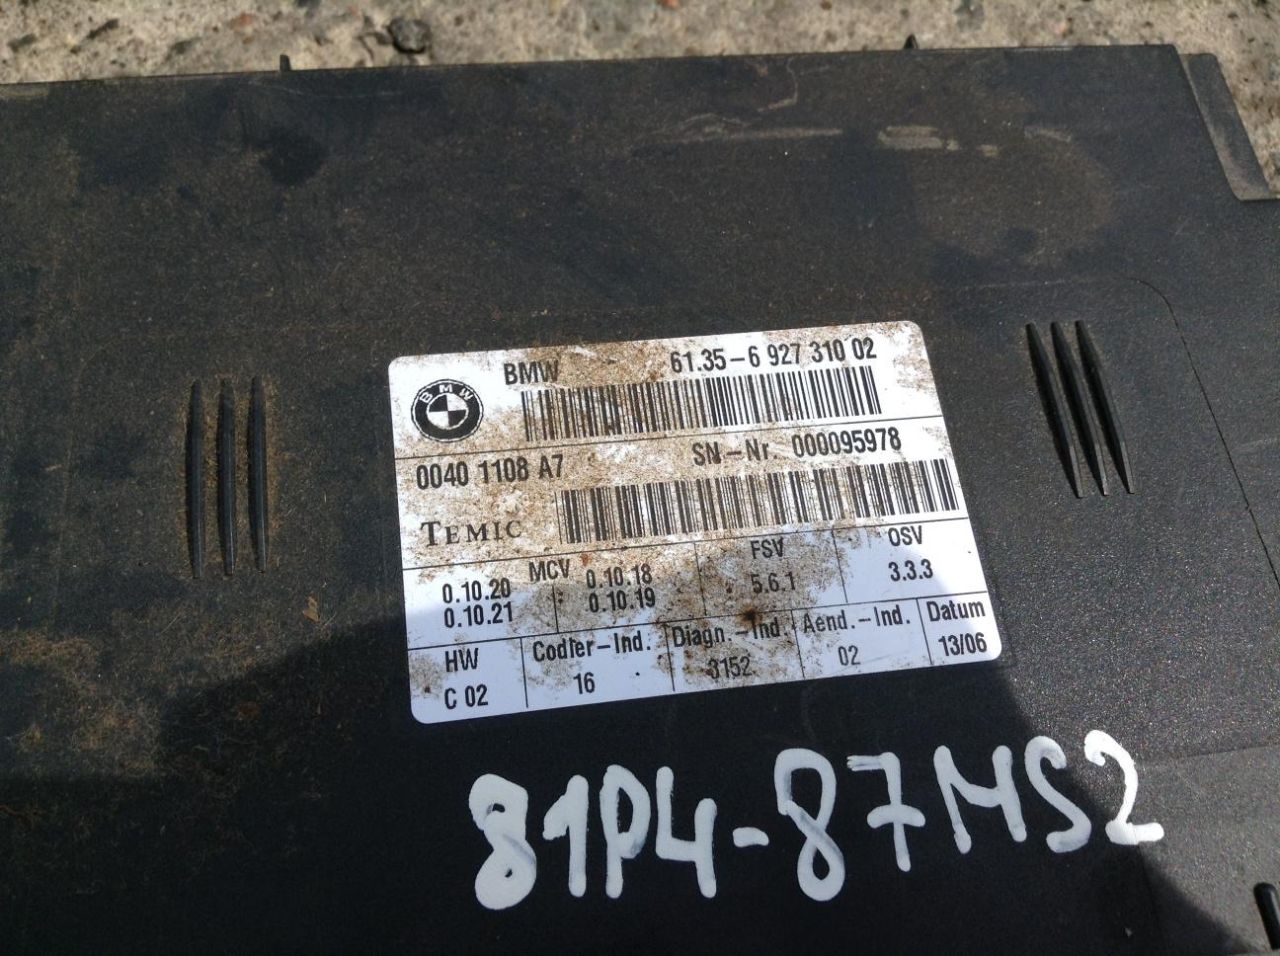 BMW 61.35-6 927 310 02
BMW
0040 1108 A7 SN-Nr. 000095978
TEMIC
MCV FSV OSV
0.10.20 0.10.18 5.6.1 3.3.3
0.10.21 0.10.19
HW Codier-Ind. Diagn.-Ind. Aend.-Ind. Datum
C 02 16 3152 02 13/06
81P4-87MS2